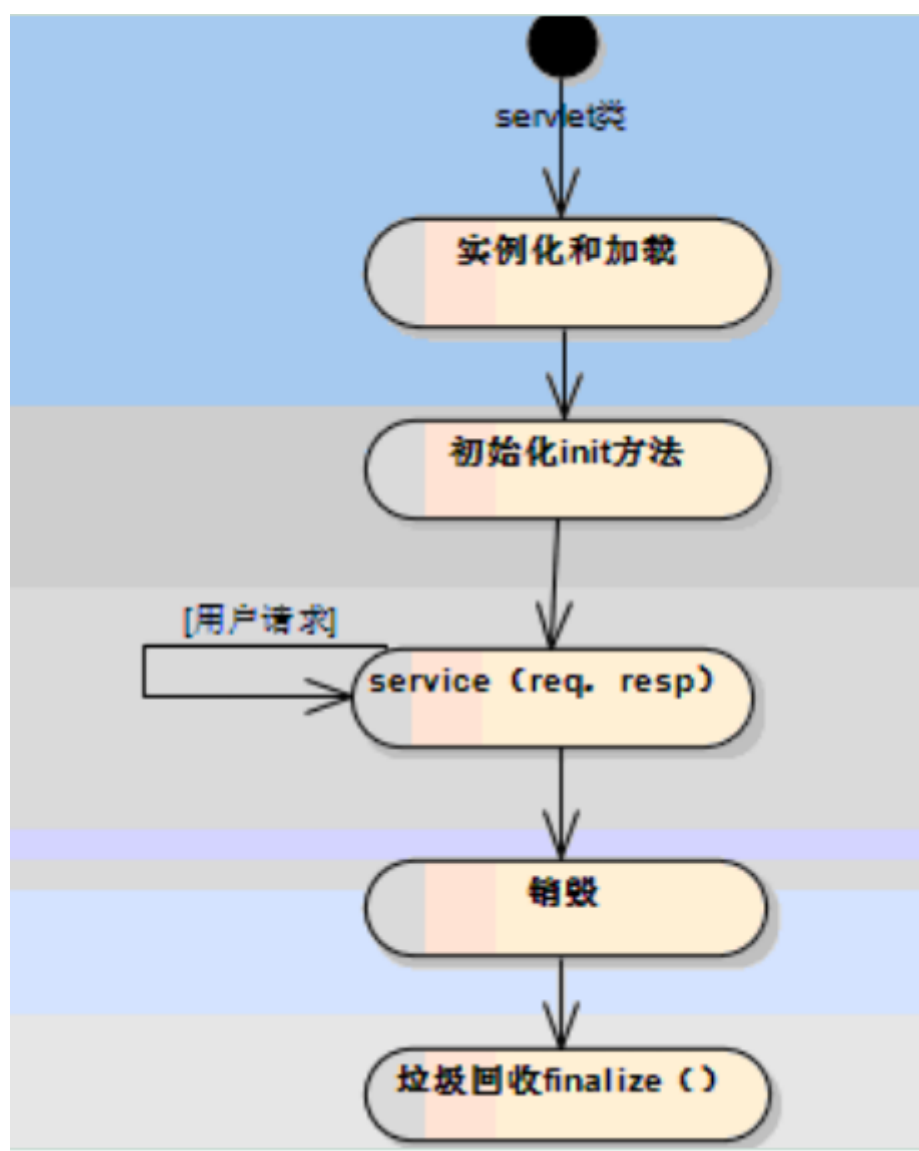 servlet类
实例化和加载
初始化init方法
[用户请求]
service（req，resp）
销毁
垃圾回收finalize（）